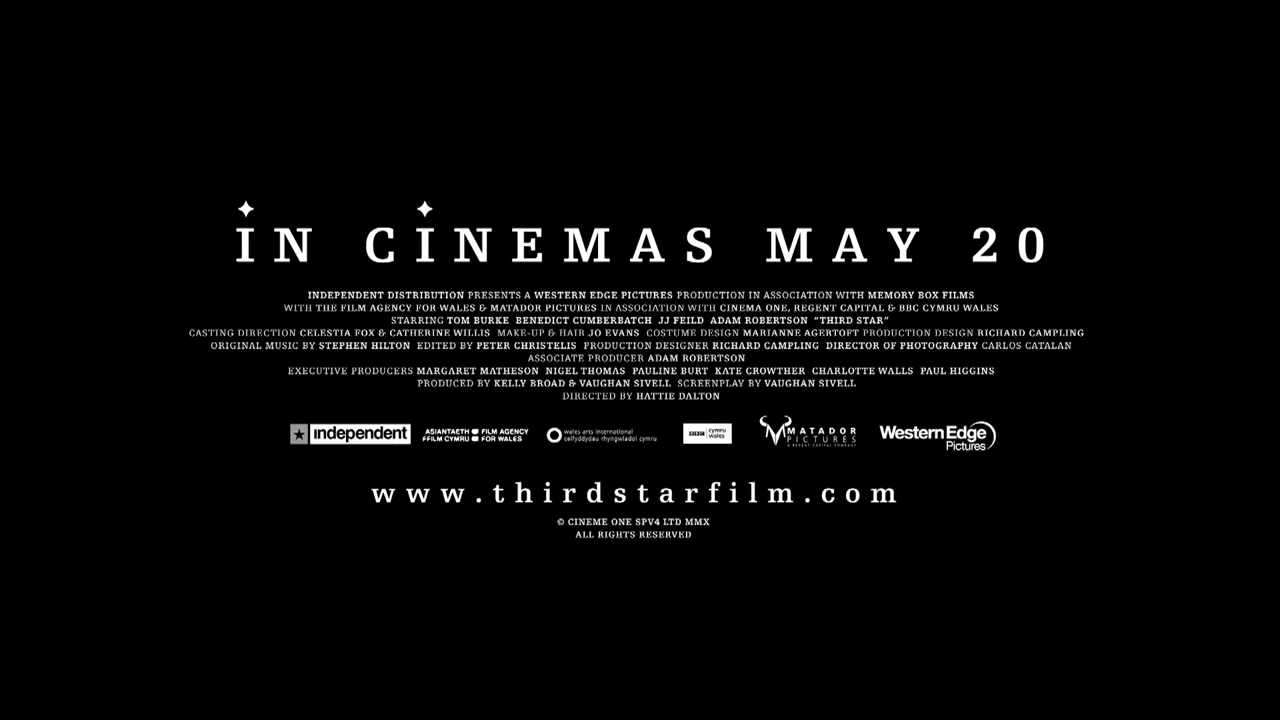 iN CiNEMAS MAY 20
INDEPENDENT DISTRIBUTION PRESENTS A WESTERN EDGE PICTURES PRODUCTION IN ASSOCIATION WITH MEMORY BOX FILMS
WITH THE FILM AGENCY FOR WALES & MATADOR PICTURES IN ASSOCIATION WITH CINEMA ONE, REGENT CAPITAL & BBC CYMRU WALES
STARRING TOM BURKE BENEDICT CUMBERBATCH JJ FEILD ADAM ROBERTSON "THIRD STAR"
CASTING DIRECTION CELESTIA FOX & CATHERINE WILLIS MAKE-UP & HAIR JO EVANS COSTUME DESIGN MARIANNE AGERTOFT PRODUCTION DESIGN RICHARD CAMPLING
ORIGINAL MUSIC BY STEPHEN HILTON EDITED BY PETER CHRISTELIS PRODUCTION DESIGNER RICHARD CAMPLING DIRECTOR OF PHOTOGRAPHY CARLOS CATALAN
ASSOCIATE PRODUCER ADAM ROBERTSON
EXECUTIVE PRODUCERS MARGARET MATHESON NIGEL THOMAS PAULINE BURT KATE CROWTHER CHARLOTTE WALLS PAUL HIGGINS
PRODUCED BY KELLY BROAD & VAUGHAN SIVELL SCREENPLAY BY VAUGHAN SIVELL
DIRECTED BY HATTIE DALTON
independent
ASIANTAETH FFILM CYMRU
FILM AGENCY FOR WALES
wales arts international
celfyddydau rhyngwladol cymru
BBC cymru wales
MATADOR
PICTURES
A REGENT CAPITAL COMPANY
Western Edge
Pictures
www.thirdstarfilm.com
© CINEME ONE SPV4 LTD MMX
ALL RIGHTS RESERVED